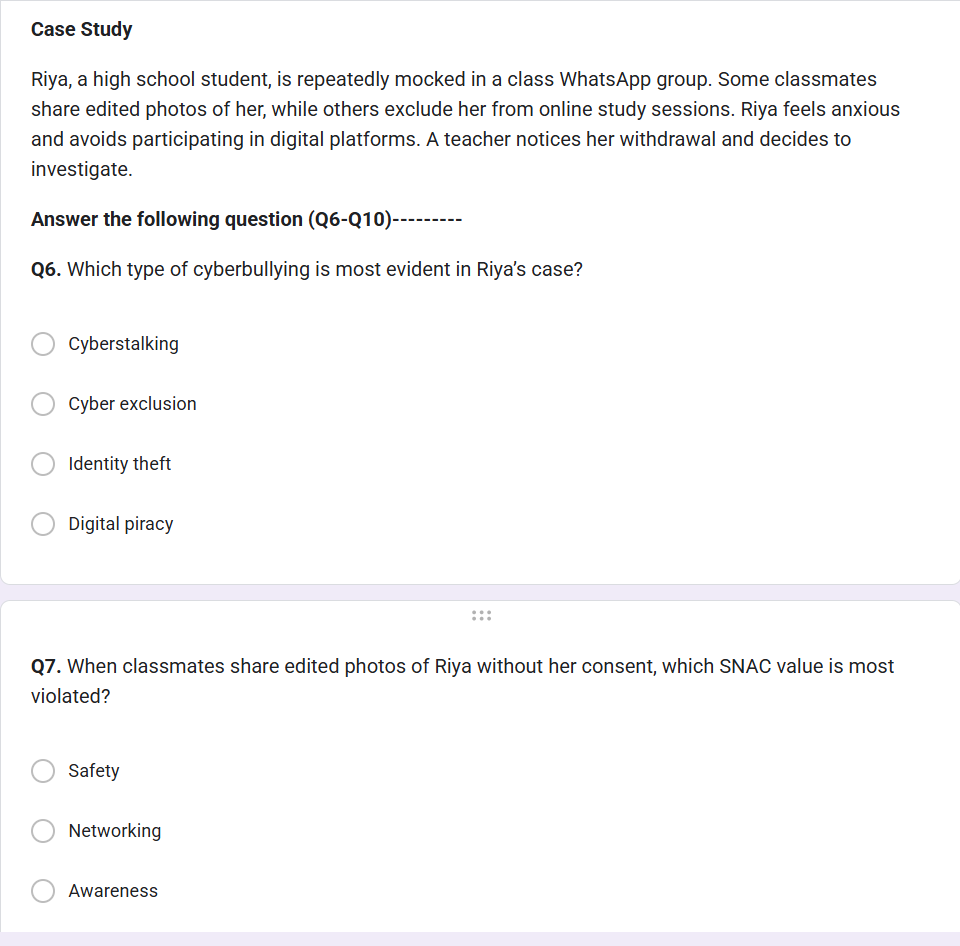 Case Study
Riya, a high school student, is repeatedly mocked in a class WhatsApp group. Some classmates
share edited photos of her, while others exclude her from online study sessions. Riya feels anxious
and avoids participating in digital platforms. A teacher notices her withdrawal and decides to
investigate.
Answer the following question (Q6-Q10)---------
Q6. Which type of cyberbullying is most evident in Riya’s case?
Cyberstalking
Cyber exclusion
Identity theft
Digital piracy
Q7. When classmates share edited photos of Riya without her consent, which SNAC value is most
violated?
Safety
Networking
Awareness